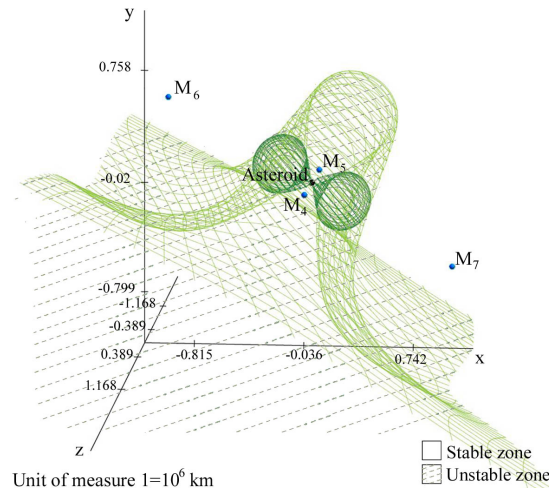 y
0.758
M6
M5
Asteroid
-0.02
M4
M7
-0.799
-1.168
-0.389
0.389
-0.815
-0.036
0.742
x
1.168
z
Stable zone
Unstable zone
Unit of measure 1=10^6 km